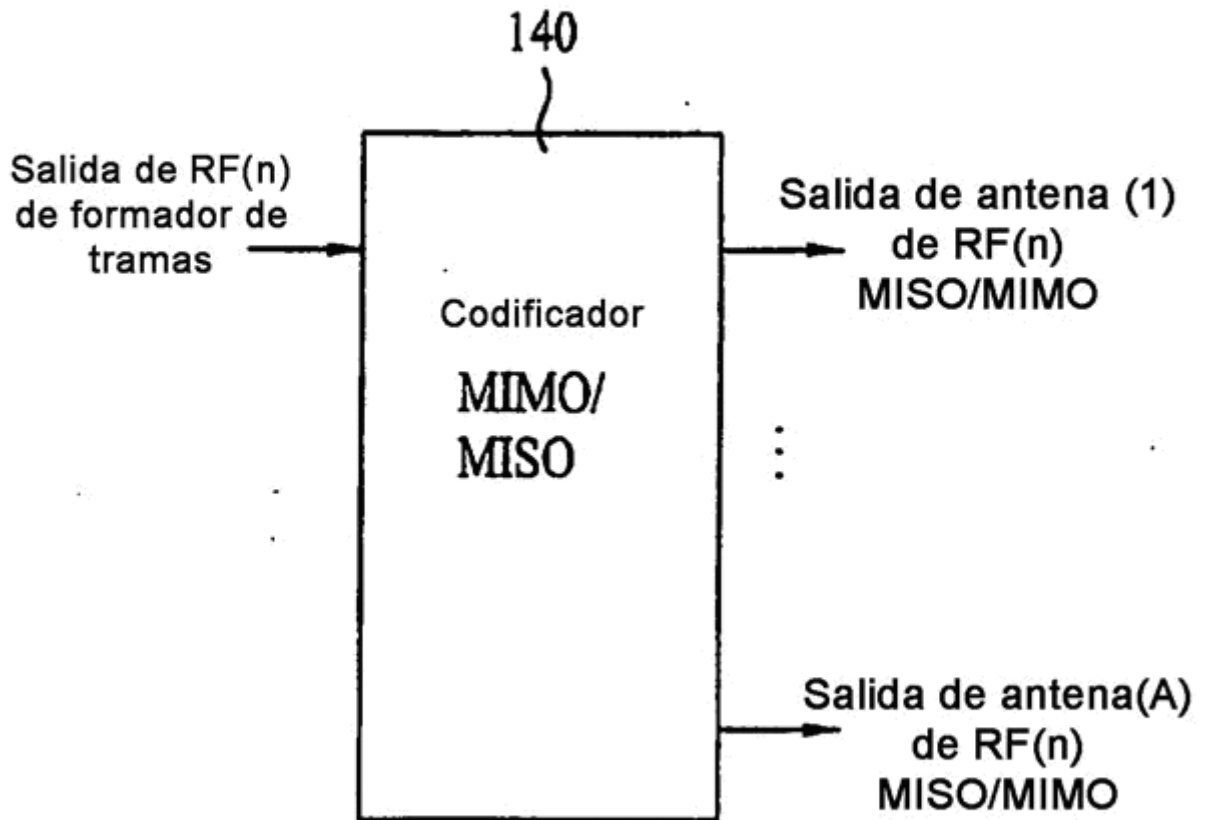 140
Salida de RF(n)
de formador de
tramas
Salida de antena (1)
de RF(n)
MISO/MIMO
Codificador
MIMO/
MISO
Salida de antena(A)
de RF(n)
MISO/MIMO